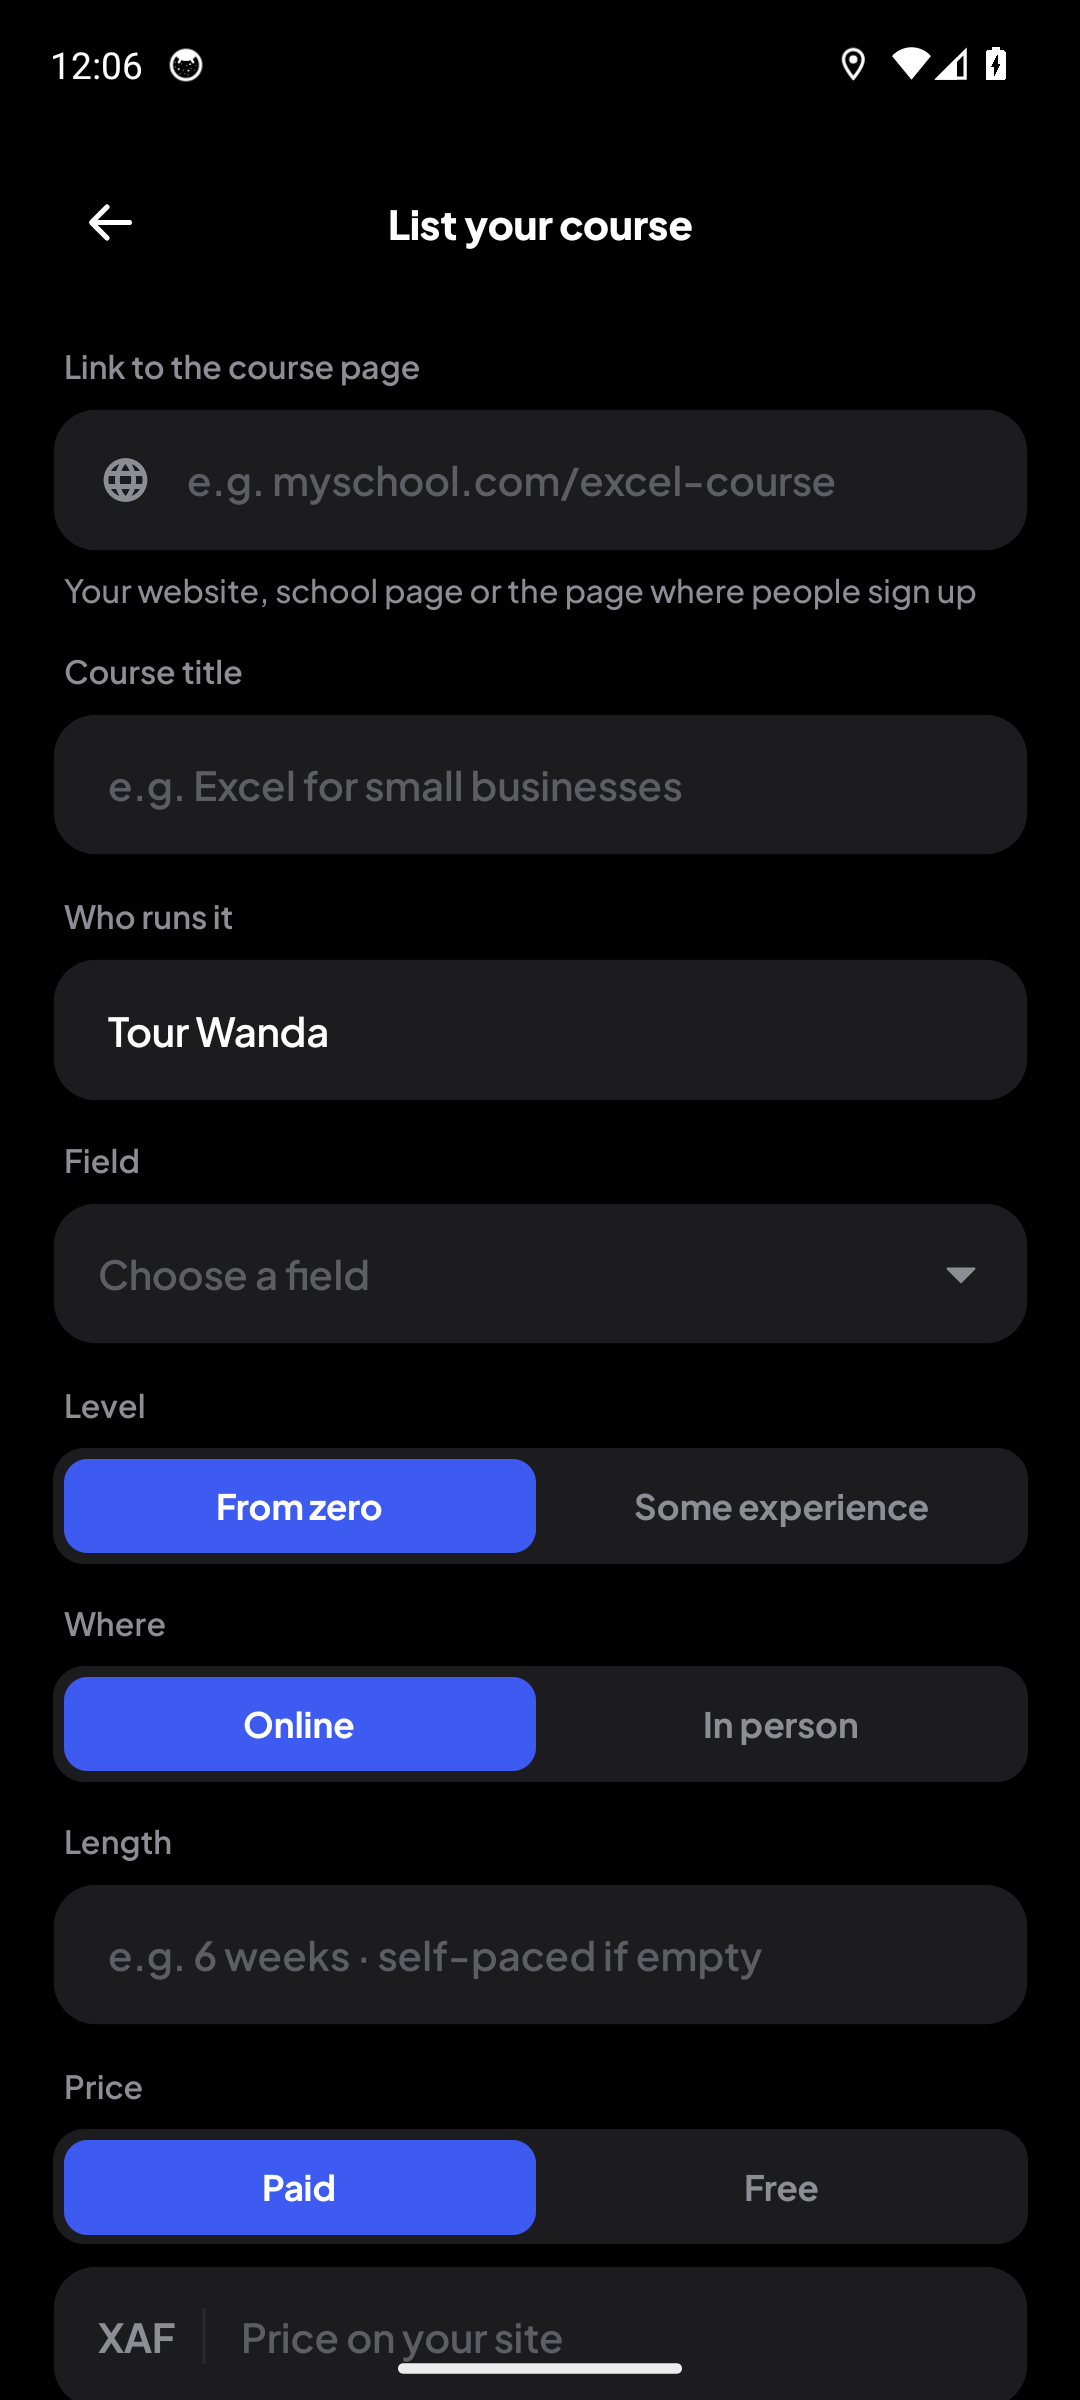 12:06
List your course
Link to the course page
e.g. myschool.com/excel-course
Your website, school page or the page where people sign up
Course title
e.g. Excel for small businesses
Who runs it
Tour Wanda
Field
Choose a field
Level
From zero
Some experience
Where
Online
In person
Length
e.g. 6 weeks · self-paced if empty
Price
Paid
Free
XAF
Price on your site